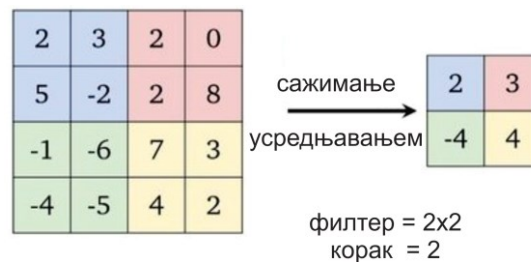 2 3 2 0
5 -2 2 8
-1 -6 7 3
-4 -5 4 2
сажимање
усредњавањем
2 3
-4 4
филтер = 2x2
корак = 2